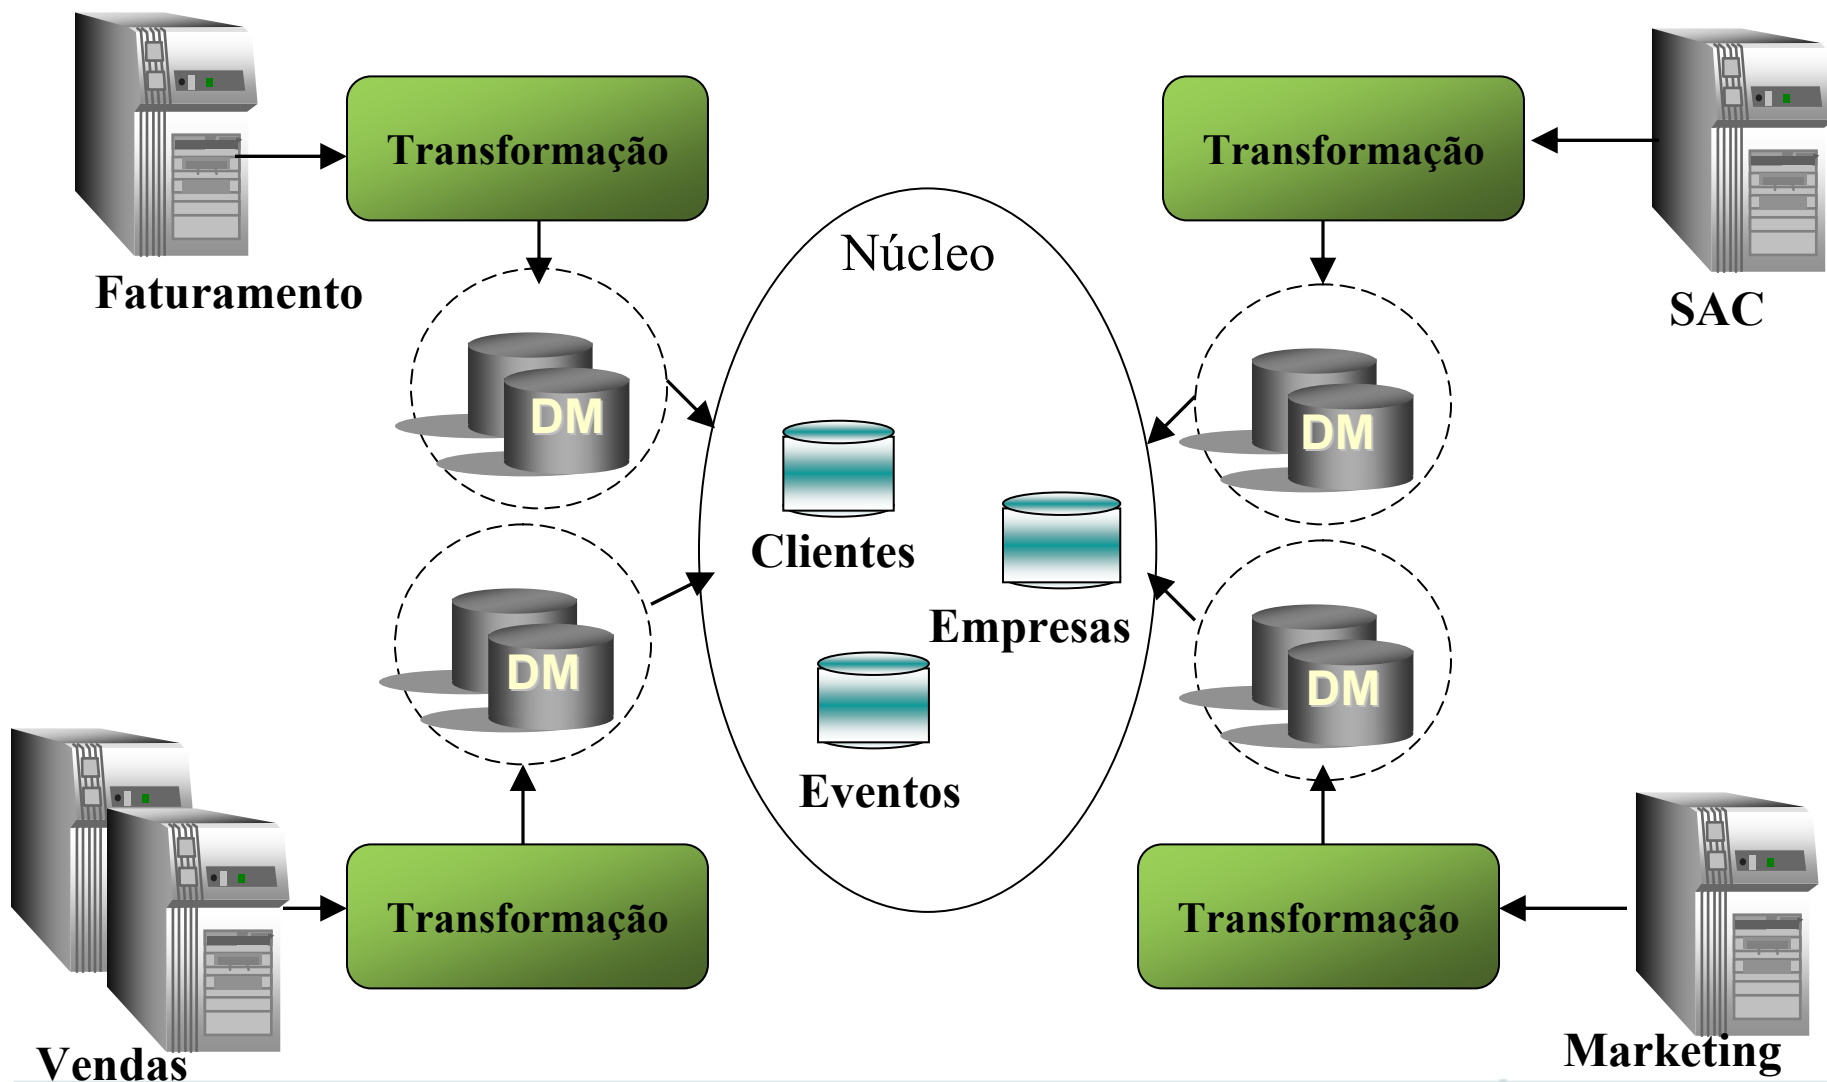 Transformação
Transformação
Núcleo
Faturamento
SAC
DM
DM
Clientes
Empresas
DM
DM
Eventos
Transformação
Transformação
Vendas
Marketing